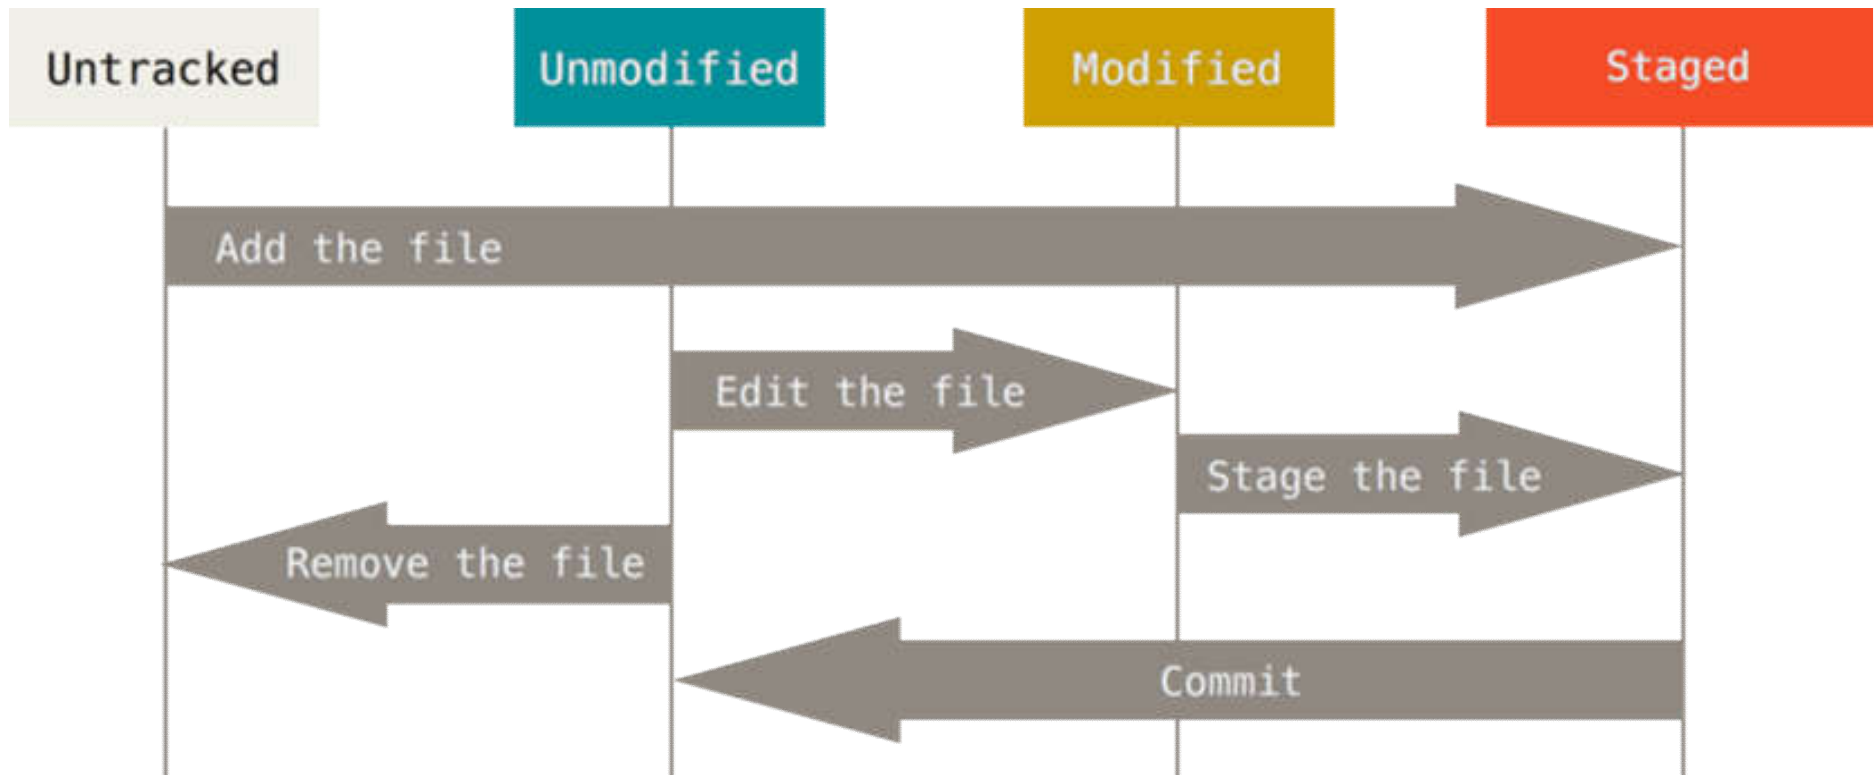 Untracked
Unmodified
Modified
Staged
Add the file
Edit the file
Stage the file
Remove the file
Commit